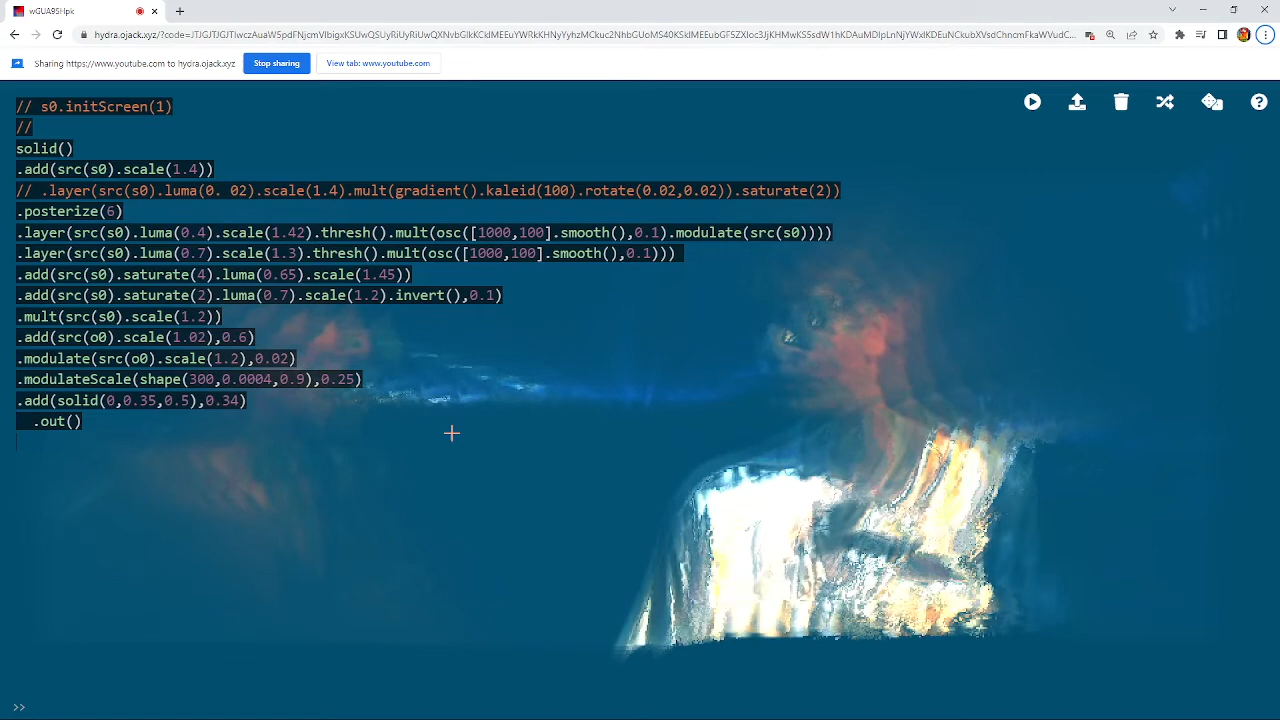 wGUA9SHpk
hydra.ojack.xyz/?code=
Sharing https://www.youtube.com to hydra.ojack.xyz
Stop sharing
View tab: www.youtube.com
// s0.initScreen(1)
//
solid()
.add(src(s0).scale(1.4))
// .layer(src(s0).luma(0. 02).scale(1.4).mult(gradient().kaleid(100).rotate(0.02,0.02)).saturate(2))
.posterize(6)
.layer(src(s0).luma(0.4).scale(1.42).thresh().mult(osc([1000,100].smooth(),0.1).modulate(src(s0))))
.layer(src(s0).luma(0.7).scale(1.3).thresh().mult(osc([1000,100].smooth(),0.1)))
.add(src(s0).saturate(4).luma(0.65).scale(1.45))
.add(src(s0).saturate(2).luma(0.7).scale(1.2).invert(),0.1)
.mult(src(s0).scale(1.2))
.add(src(o0).scale(1.02),0.6)
.modulate(src(o0).scale(1.2),0.02)
.modulateScale(shape(300,0.0004,0.9),0.25)
.add(solid(0,0.35,0.5),0.34)
.out()
>>